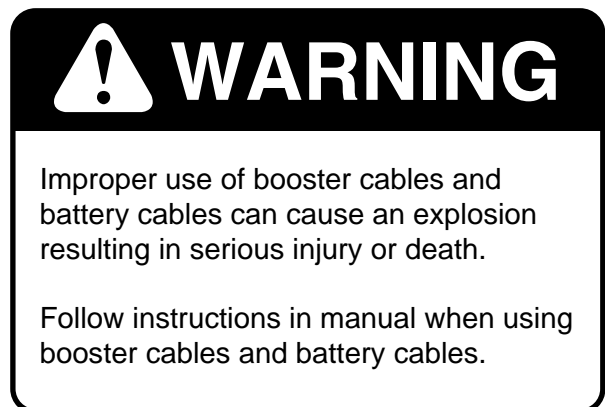 WARNING
Improper use of booster cables and
battery cables can cause an explosion
resulting in serious injury or death.
Follow instructions in manual when using
booster cables and battery cables.